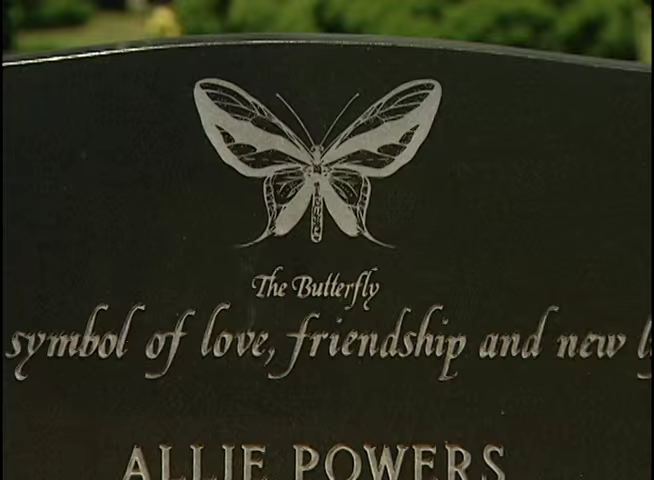 The Butterfly
symbol of love, friendship and new
ALLIE POWERS